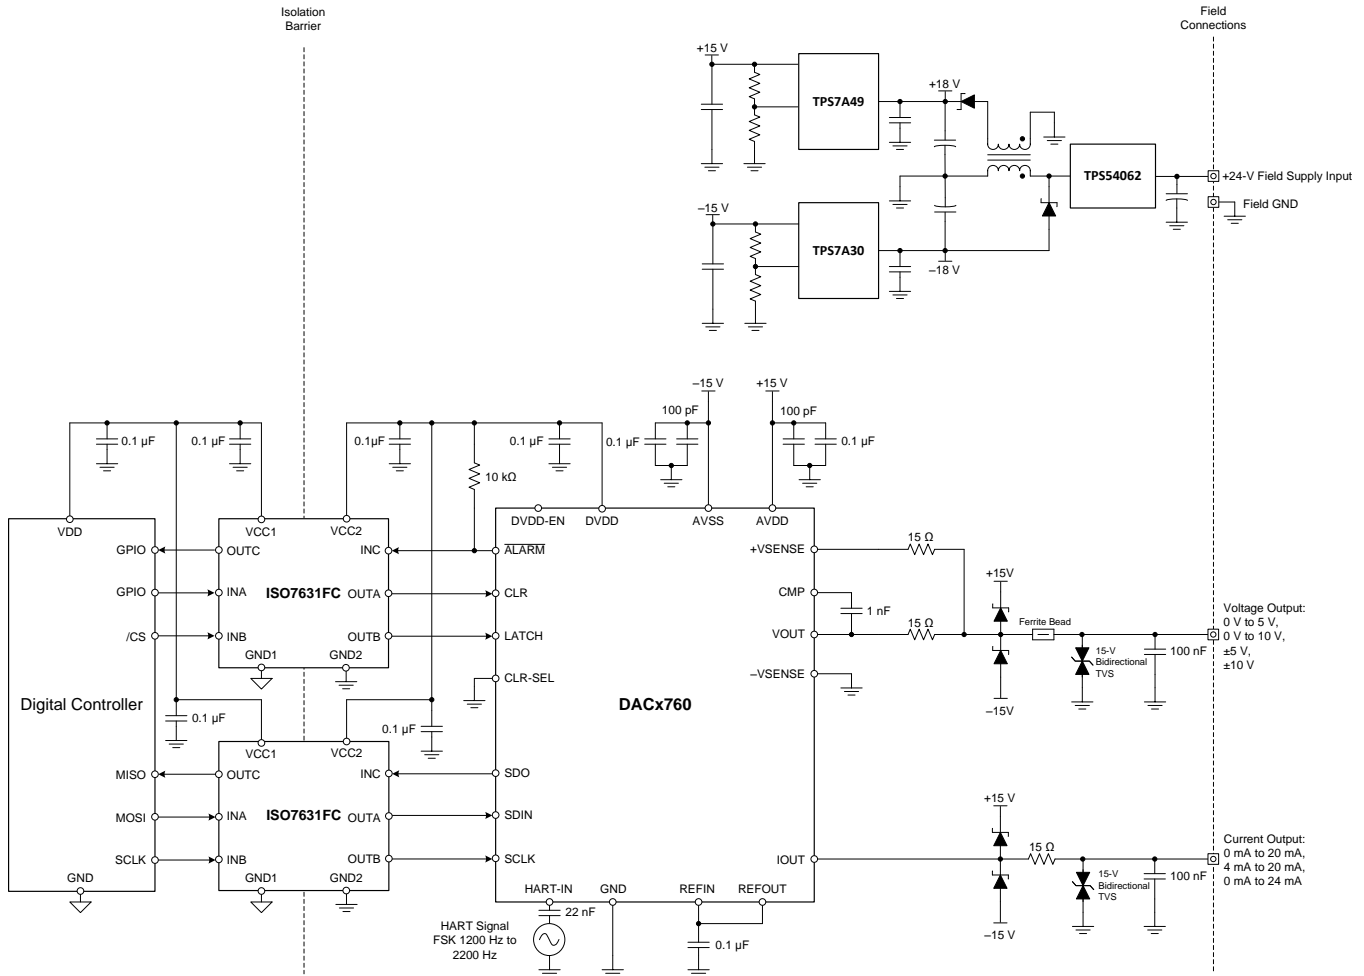 Isolation
Barrier
Field
Connections
+15 V
TPS7A49
+18 V
TPS54062
+24-V Field Supply Input
Field GND
–15 V
TPS7A30
–18 V
–15 V
+15 V
100 pF
100 pF
0.1 µF
0.1 µF
0.1µF
0.1 µF
0.1 µF
0.1 µF
10 kΩ
VDD
VCC1
VCC2
DVDD-EN
DVDD
AVSS
AVDD
GPIO
OUTC
INC
ALARM
+VSENSE
15 Ω
GPIO
INA
ISO7631FC
OUTA
CLR
CMP
1 nF
+15V
/CS
INB
OUTB
LATCH
VOUT
15 Ω
Ferrite Bead
15-V
Bidirectional
TVS
100 nF
Voltage Output:
0 V to 5 V,
0 V to 10 V,
±5 V,
±10 V
GND1
GND2
CLR-SEL
–VSENSE
–15V
Digital Controller
DACx760
0.1 µF
0.1 µF
VCC1
VCC2
MISO
OUTC
INC
SDO
MOSI
INA
ISO7631FC
OUTA
SDIN
+15 V
SCLK
INB
OUTB
SCLK
IOUT
15 Ω
15-V
Bidirectional
TVS
100 nF
Current Output:
0 mA to 20 mA,
4 mA to 20 mA,
0 mA to 24 mA
GND
GND1
GND2
HART-IN
GND
REFIN
REFOUT
–15 V
22 nF
HART Signal
FSK 1200 Hz to
2200 Hz
0.1 µF